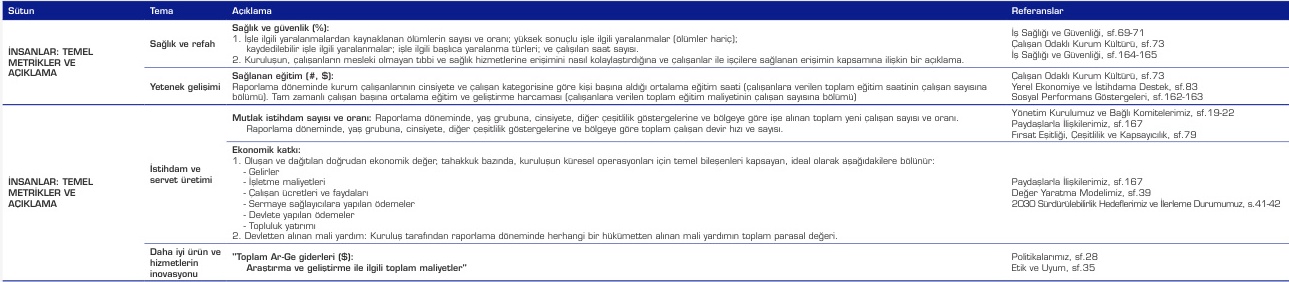 Sütun Tema Açıklama Referanslar
İNSANLAR: TEMEL
METRİKLER VE
AÇIKLAMA
Sağlık ve refah
Sağlık ve güvenlik (%):
1. İşle ilgili yaralanmalardan kaynaklanan ölümlerin sayısı ve oranı; yüksek sonuçlu işle ilgili yaralanmalar (ölümler hariç);
kaydedilebilir işle ilgili yaralanmalar; işle ilgili başlıca yaralanma türleri; ve çalışılan saat sayısı.
2. Kuruluşun, çalışanların mesleki olmayan tıbbi ve sağlık hizmetlerine erişimini nasıl kolaylaştırdığına ve çalışanlar ile işçilere sağlanan erişimin kapsamına ilişkin bir açıklama.
İş Sağlığı ve Güvenliği, sf.69-71
Çalışan Odaklı Kurum Kültürü, sf.73
İş Sağlığı ve Güvenliği, sf.164-165
Yetenek gelişimi
Sağlanan eğitim (#, $):
Raporlama döneminde kurum çalışanlarının cinsiyete ve çalışan kategorisine göre kişi başına aldığı ortalama eğitim saati (çalışanlara verilen toplam eğitim saatinin çalışan sayısına
bölümü). Tam zamanlı çalışan başına ortalama eğitim ve geliştirme harcaması (çalışanlara verilen toplam eğitim maliyetinin çalışan sayısına bölümü)
Çalışan Odaklı Kurum Kültürü, sf.73
Yerel Ekonomiye ve İstihdama Destek, sf.83
Sosyal Performans Göstergeleri, sf.162-163
İNSANLAR: TEMEL
METRİKLER VE
AÇIKLAMA
İstihdam ve
servet üretimi
Mutlak istihdam sayısı ve oranı: Raporlama döneminde, yaş grubuna, cinsiyete, diğer çeşitlilik göstergelerine ve bölgeye göre işe alınan toplam yeni çalışan sayısı ve oranı.
Raporlama döneminde, yaş grubuna, cinsiyete, diğer çeşitlilik göstergelerine ve bölgeye göre toplam çalışan devir hızı ve sayısı.
Yönetim Kurulumuz ve Bağlı Komitelerimiz, sf.19-22
Paydaşlarla İlişkilerimiz, sf.167
Fırsat Eşitliği, Çeşitlilik ve Kapsayıcılık, sf.79
Ekonomik katkı:
1. Oluşan ve dağıtılan doğrudan ekonomik değer, tahakkuk bazında, kuruluşun küresel operasyonları için temel bileşenleri kapsayan, ideal olarak aşağıdakilere bölünür:
- Gelirler
- İşletme maliyetleri
- Çalışan ücretleri ve faydaları
- Sermaye sağlayıcılara yapılan ödemeler
- Devlete yapılan ödemeler
- Topluluk yatırımı
2. Devletten alınan mali yardım: Kuruluş tarafından raporlama döneminde herhangi bir hükümetten alınan mali yardımın toplam parasal değeri.
Paydaşlarla İlişkilerimiz, sf.167
Değer Yaratma Modelimiz, sf.39
2030 Sürdürülebilirlik Hedeflerimiz ve İlerleme Durumumuz, s.41-42
Daha iyi ürün ve
hizmetlerin
inovasyonu
"Toplam Ar-Ge giderleri ($):
Araştırma ve geliştirme ile ilgili toplam maliyetler"
Politikalarımız, sf.28
Etik ve Uyum, sf.35